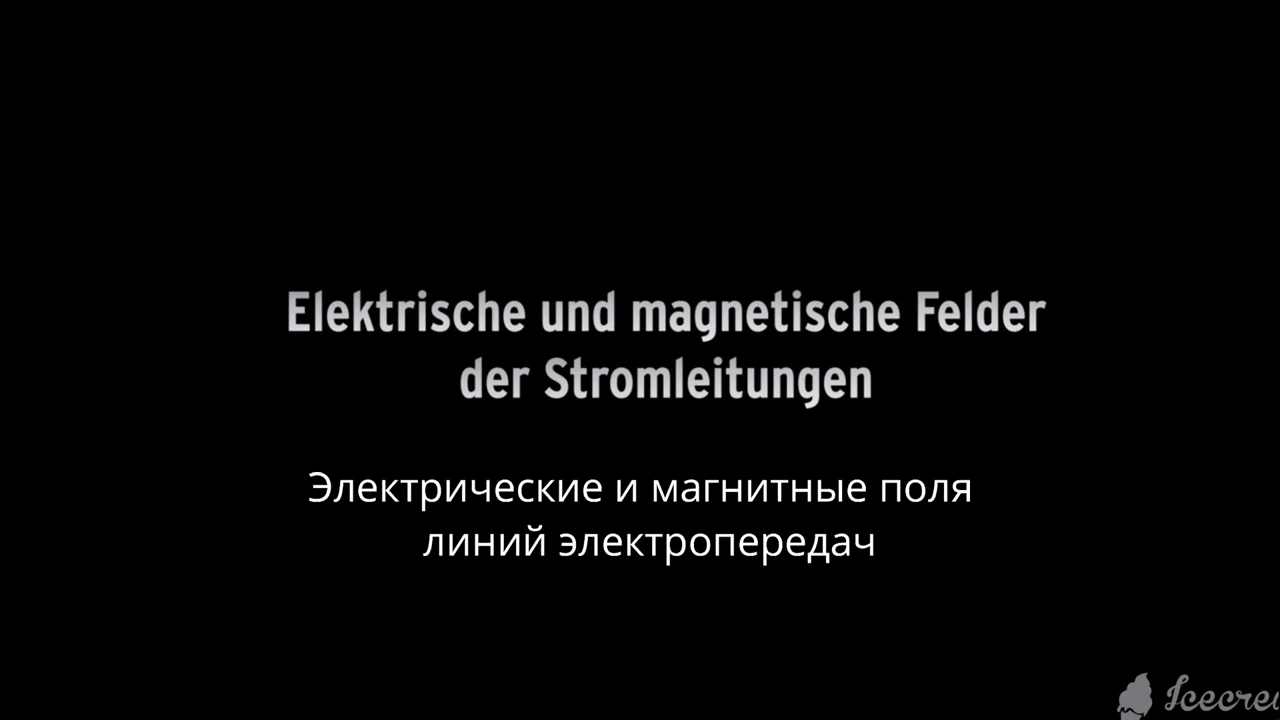 Elektrische und magnetische Felder
der Stromleitungen
Электрические и магнитные поля
линий электропередач